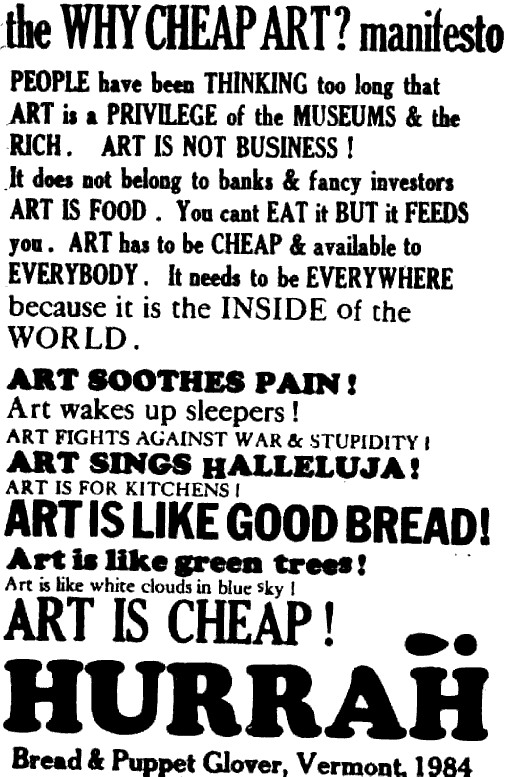 the WHY CHEAP ART? manifesto
PEOPLE have been THINKING too long that
ART is a PRIVILEGE of the MUSEUMS & the
RICH. ART IS NOT BUSINESS !
It does not belong to banks & fancy investors
ART IS FOOD. You cant EAT it BUT it FEEDS
you. ART has to be CHEAP & available to
EVERYBODY. It needs to be EVERYWHERE
because it is the INSIDE of the
WORLD.
ART SOOTHES PAIN !
Art wakes up sleepers !
ART FIGHTS AGAINST WAR & STUPIDITY !
ART SINGS HALLELUJA !
ART IS FOR KITCHENS !
ART IS LIKE GOOD BREAD!
Art is like green trees !
Art is like white clouds in blue sky !
ART IS CHEAP !
HURRAH
Bread & Puppet Glover, Vermont, 1984